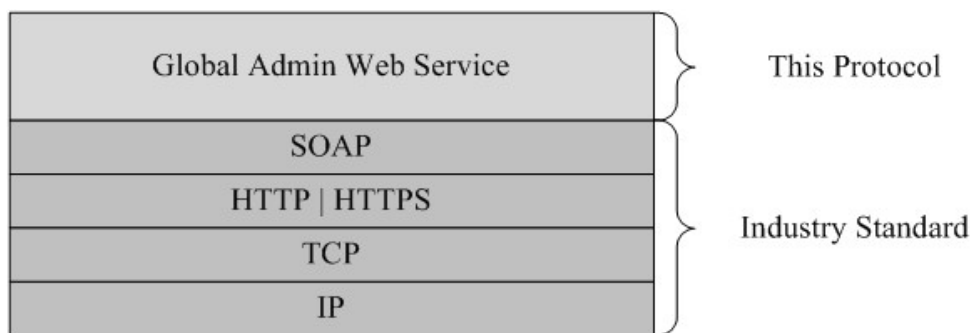 Global Admin Web Service
This Protocol
SOAP
HTTP | HTTPS
TCP
IP
Industry Standard